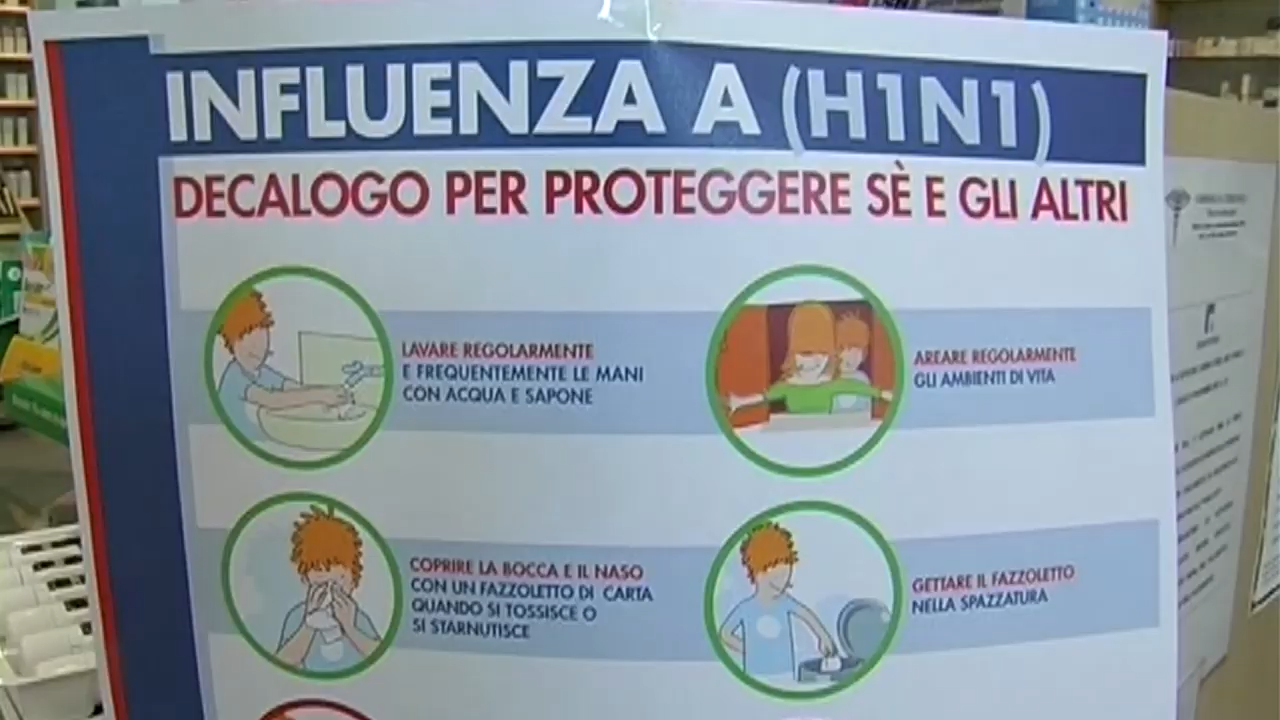 INFLUENZA A (H1N1)
DECALOGO PER PROTEGGERE SÈ E GLI ALTRI
LAVARE REGOLARMENTE
E FREQUENTEMENTE LE MANI
CON ACQUA E SAPONE
AREARE REGOLARMENTE
GLI AMBIENTI DI VITA
COPRIRE LA BOCCA E IL NASO
CON UN FAZZOLETTO DI CARTA
QUANDO SI TOSSISCE O
SI STARNUTISCE
GETTARE IL FAZZOLETTO
NELLA SPAZZATURA